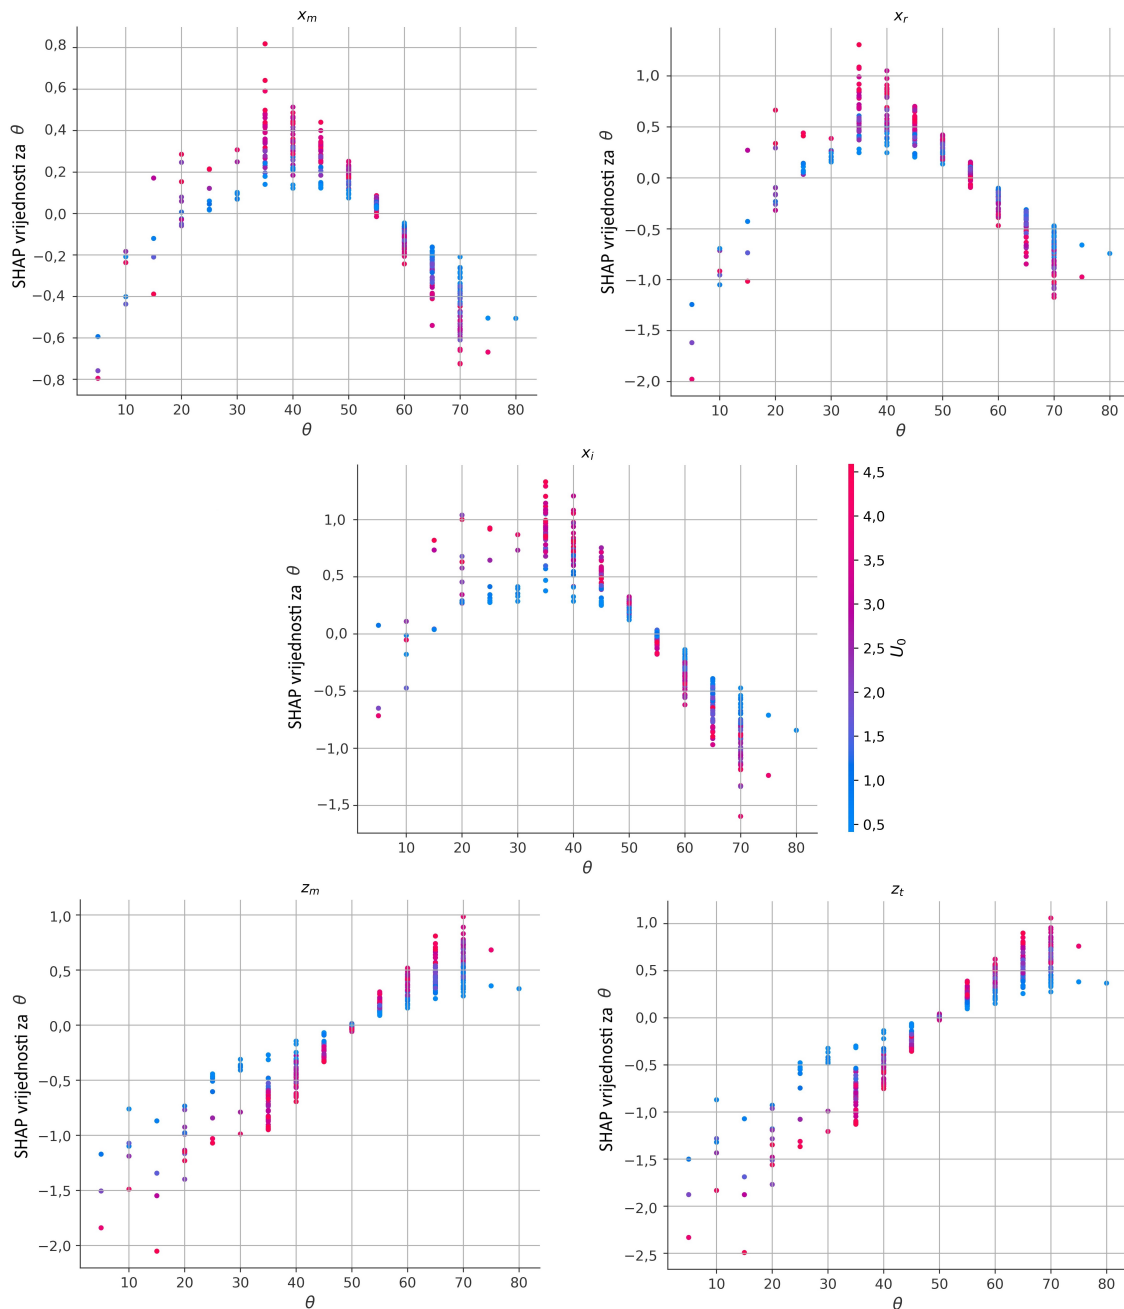 x_m
SHAP vrijednosti za θ
0,8
0,6
0,4
0,2
0,0
−0,2
−0,4
−0,6
−0,8
10 20 30 40 50 60 70 80
θ
x_r
SHAP vrijednosti za θ
1,0
0,5
0,0
−0,5
−1,0
−1,5
−2,0
10 20 30 40 50 60 70 80
θ
x_i
SHAP vrijednosti za θ
1,0
0,5
0,0
−0,5
−1,0
−1,5
10 20 30 40 50 60 70 80
θ
4,5
4,0
3,5
3,0
2,5
2,0
1,5
1,0
0,5
U_0
z_m
SHAP vrijednosti za θ
1,0
0,5
0,0
−0,5
−1,0
−1,5
−2,0
10 20 30 40 50 60 70 80
θ
z_t
SHAP vrijednosti za θ
1,0
0,5
0,0
−0,5
−1,0
−1,5
−2,0
−2,5
10 20 30 40 50 60 70 80
θ